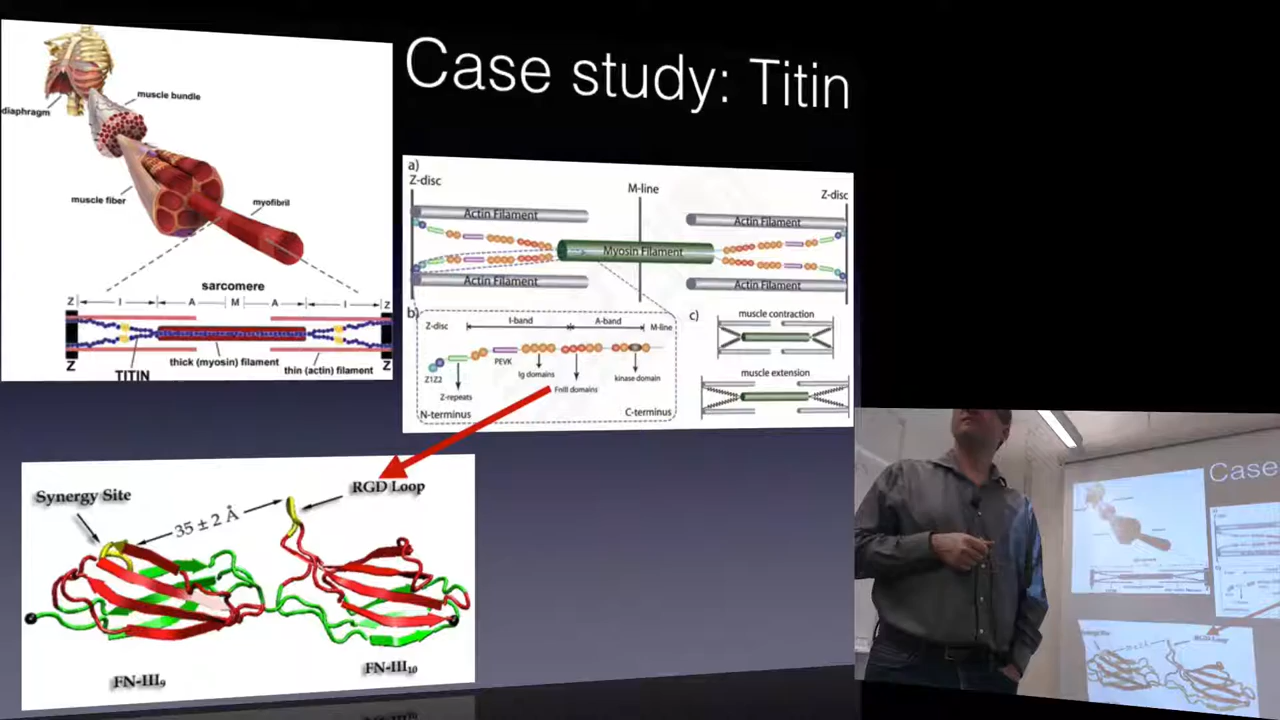 Case study: Titin
diaphragm
muscle bundle
muscle fiber
myofibril
sarcomere
Z I A M A I Z
Z Z
TITIN
thick (myosin) filament
thin (actin) filament
a)
Z-disc
M-line
Z-disc
Actin Filament
Actin Filament
Myosin Filament
Actin Filament
Actin Filament
b)
Z-disc
I-band
A-band
M-line
Z1Z2
PEVK
Ig domains
FnIII domains
kinase domain
Z-repeats
N-terminus
C-terminus
c)
muscle contraction
muscle extension
Synergy Site
35 ± 2 Å
RGD Loop
FN-III9
FN-III10
Case